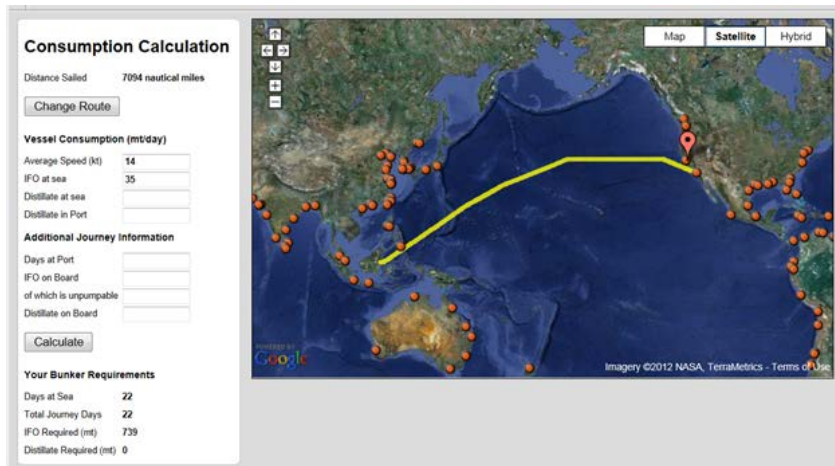 Consumption Calculation
Distance Sailed 7094 nautical miles
Change Route
Vessel Consumption (mt/day)
Average Speed (kt) 14
IFO at sea 35
Distillate at sea
Distillate in Port
Additional Journey Information
Days at Port
IFO on Board
of which is unpumpable
Distillate on Board
Calculate
Your Bunker Requirements
Days at Sea 22
Total Journey Days 22
IFO Required (mt) 739
Distillate Required (mt) 0
Map Satellite Hybrid
POWERED BY
Google
Imagery ©2012 NASA, TerraMetrics - Terms of Use